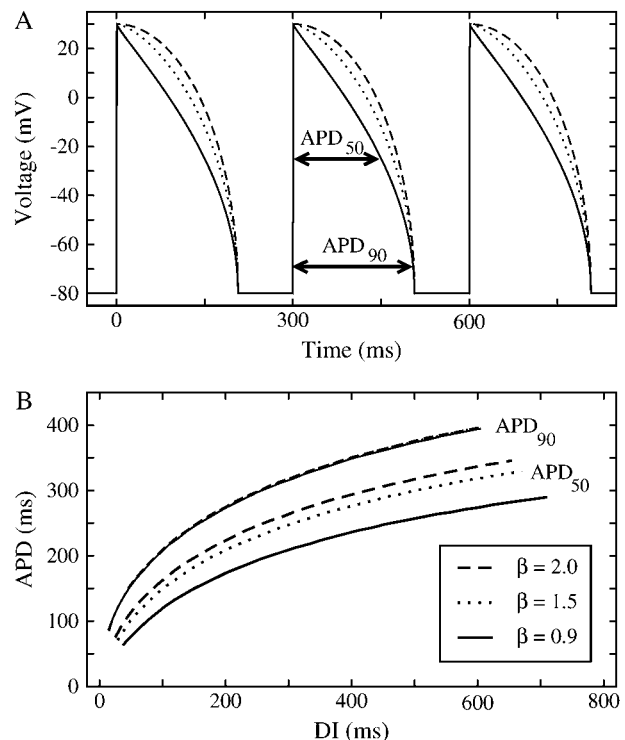 A
30
0
-20
-40
-60
-80
Voltage (mV)
APD50
APD90
0
300
600
Time (ms)
B
400
300
200
100
0
APD (ms)
APD90
APD50
β = 2.0
β = 1.5
β = 0.9
0
200
400
600
800
DI (ms)